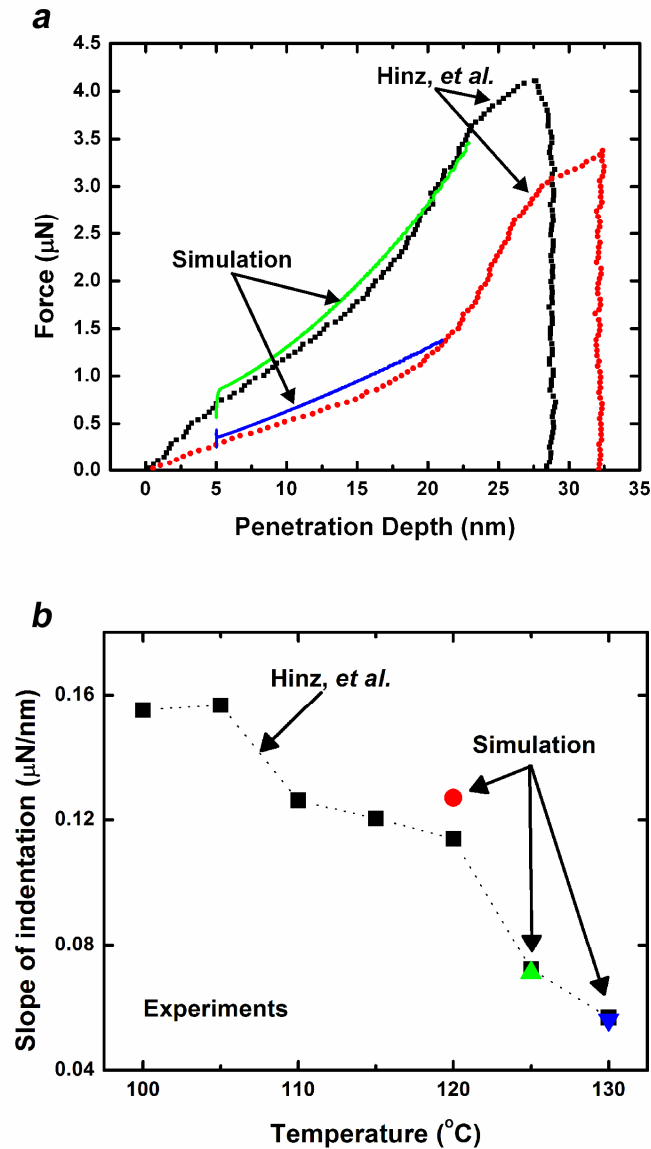 a
4.5
4.0
3.5
3.0
2.5
2.0
1.5
1.0
0.5
0.0
Force (μN)
Hinz, et al.
Simulation
0 5 10 15 20 25 30 35
Penetration Depth (nm)
b
0.16
0.12
0.08
0.04
Slope of indentation (μN/nm)
Hinz, et al.
Simulation
Experiments
100 110 120 130
Temperature (°C)